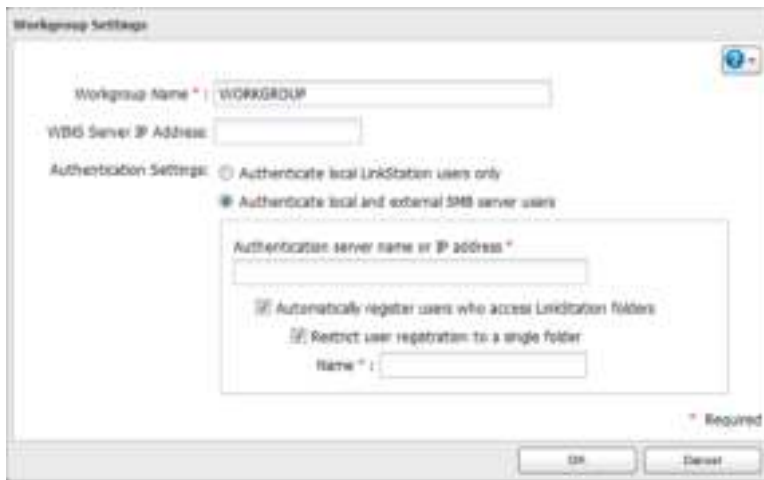 Workgroup Settings
Workgroup Name * : WORKGROUP
WINS Server IP Address:
Authentication Settings: Authenticate local LinkStation users only
Authenticate local and external SMB server users
Authentication server name or IP address *
Automatically register users who access LinkStation folders
Restrict user registration to a single folder
Name * :
* Required
OK Cancel